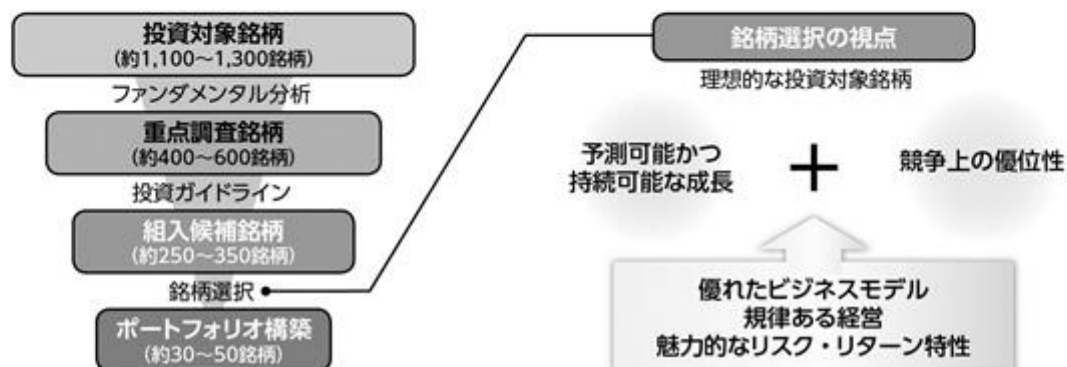 投資対象銘柄
(約1,100～1,300銘柄)
ファンダメンタル分析
重点調査銘柄
(約400～600銘柄)
投資ガイドライン
組入候補銘柄
(約250～350銘柄)
銘柄選択
ポートフォリオ構築
(約30～50銘柄)
銘柄選択の視点
理想的な投資対象銘柄
予測可能かつ
持続可能な成長
+
競争上の優位性
優れたビジネスモデル
規律ある経営
魅力的なリスク・リターン特性